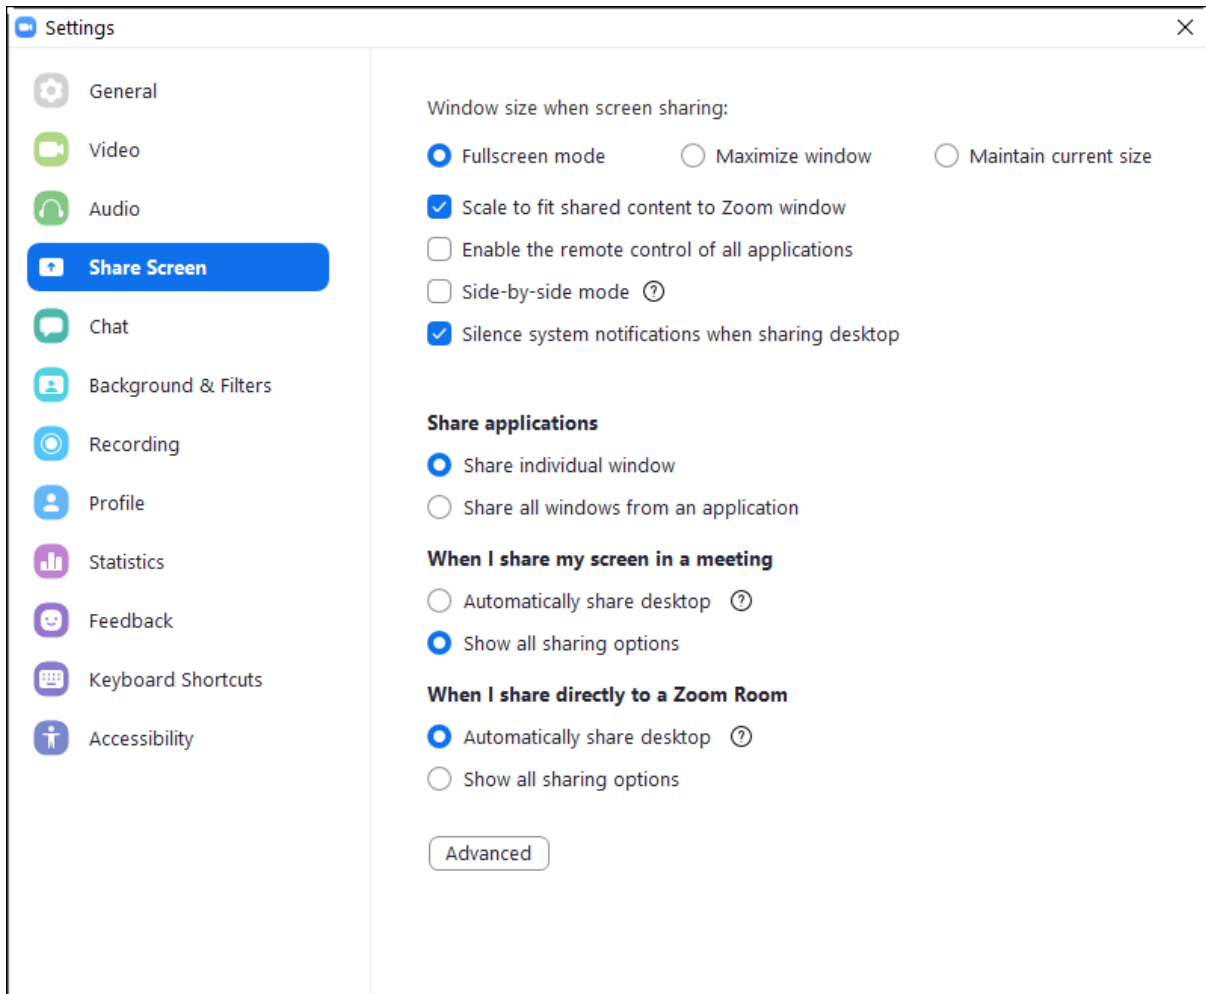 Settings
General
Video
Audio
Share Screen
Chat
Background & Filters
Recording
Profile
Statistics
Feedback
Keyboard Shortcuts
Accessibility
Window size when screen sharing:
Fullscreen mode Maximize window Maintain current size
Scale to fit shared content to Zoom window
Enable the remote control of all applications
Side-by-side mode ?
Silence system notifications when sharing desktop
Share applications
Share individual window
Share all windows from an application
When I share my screen in a meeting
Automatically share desktop ?
Show all sharing options
When I share directly to a Zoom Room
Automatically share desktop ?
Show all sharing options
Advanced